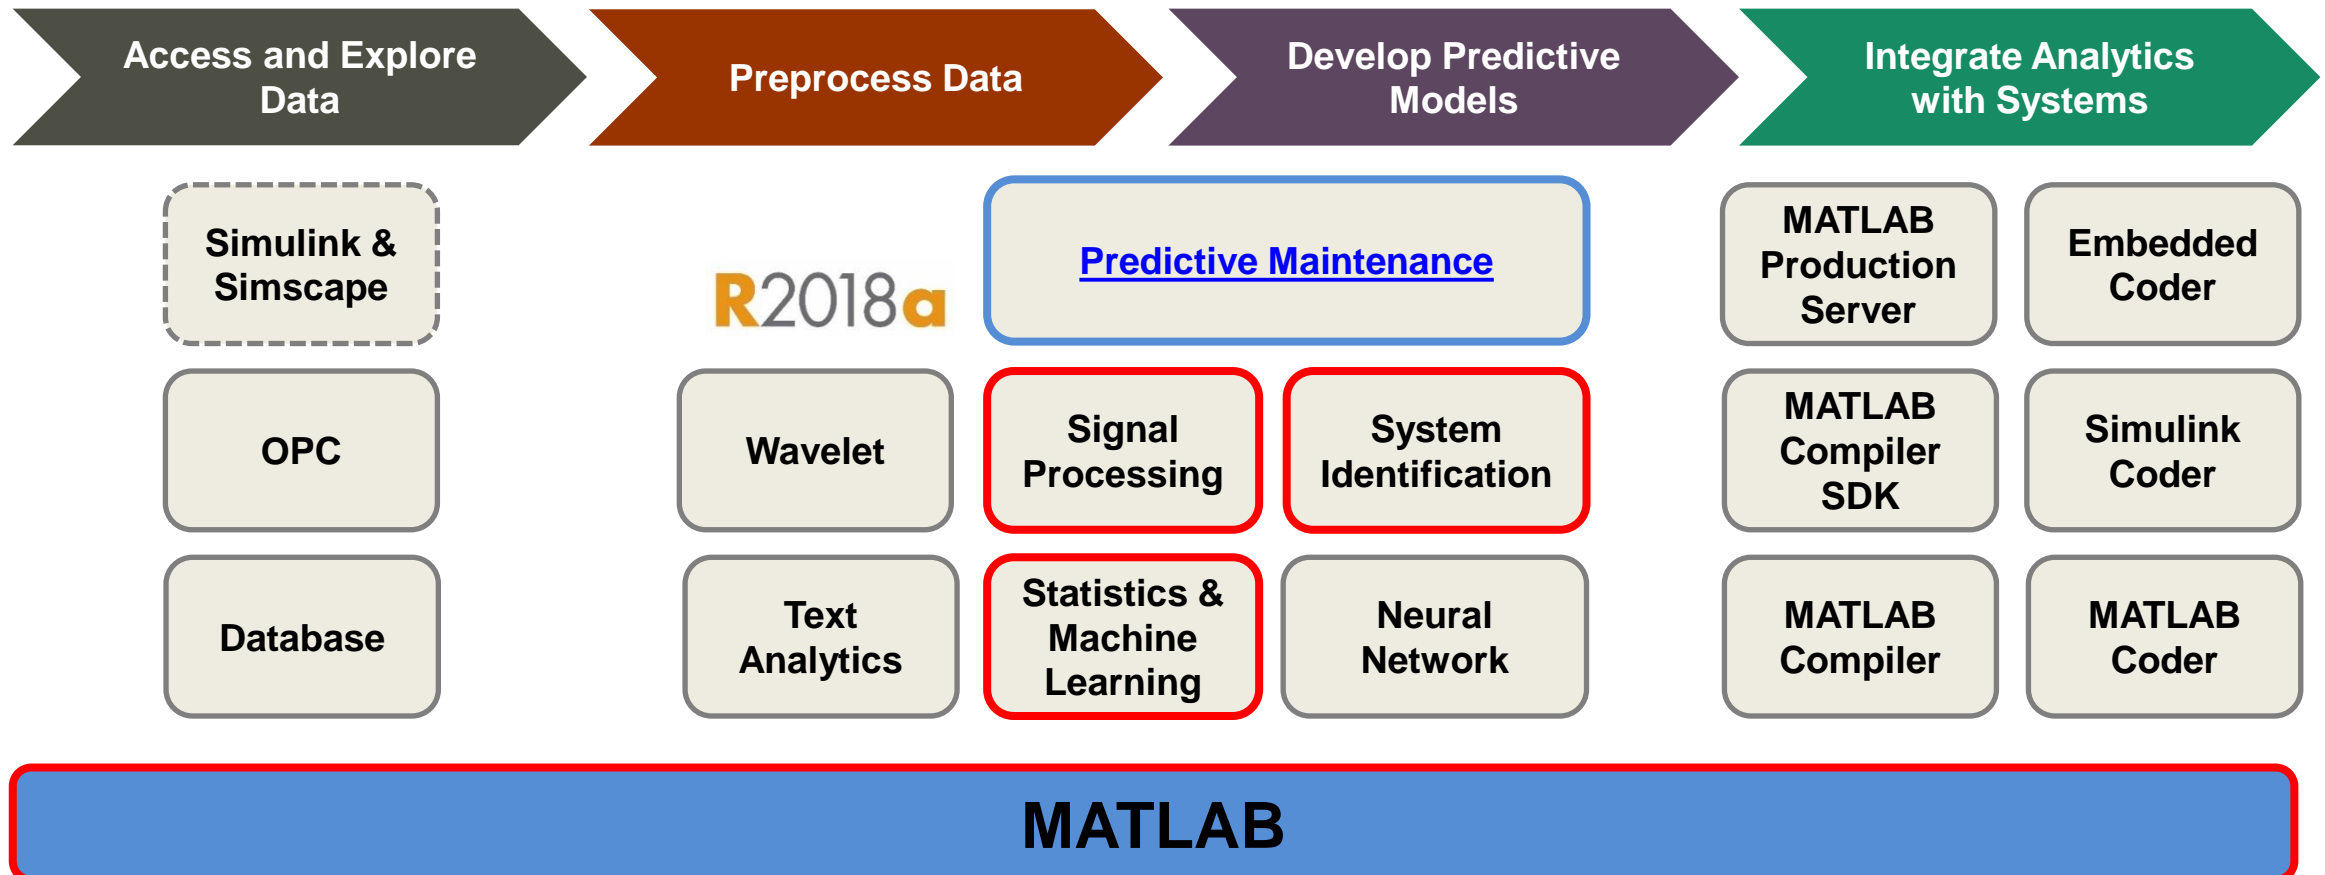 Access and Explore
Data
Preprocess Data
Develop Predictive
Models
Integrate Analytics
with Systems
Simulink &
Simscape
R2018a
Predictive Maintenance
MATLAB
Production
Server
Embedded
Coder
OPC
Wavelet
Signal
Processing
System
Identification
MATLAB
Compiler
SDK
Simulink
Coder
Database
Text
Analytics
Statistics &
Machine
Learning
Neural
Network
MATLAB
Compiler
MATLAB
Coder
MATLAB